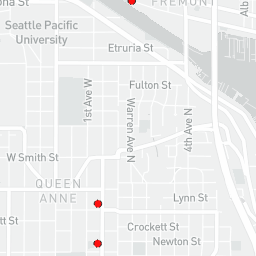 FREMONT
Seattle Pacific
University
Etruria St
Fulton St
1st Ave W
Warren Ave N
4th Ave N
W Smith St
QUEEN
ANNE
Lynn St
Crockett St
Newton St